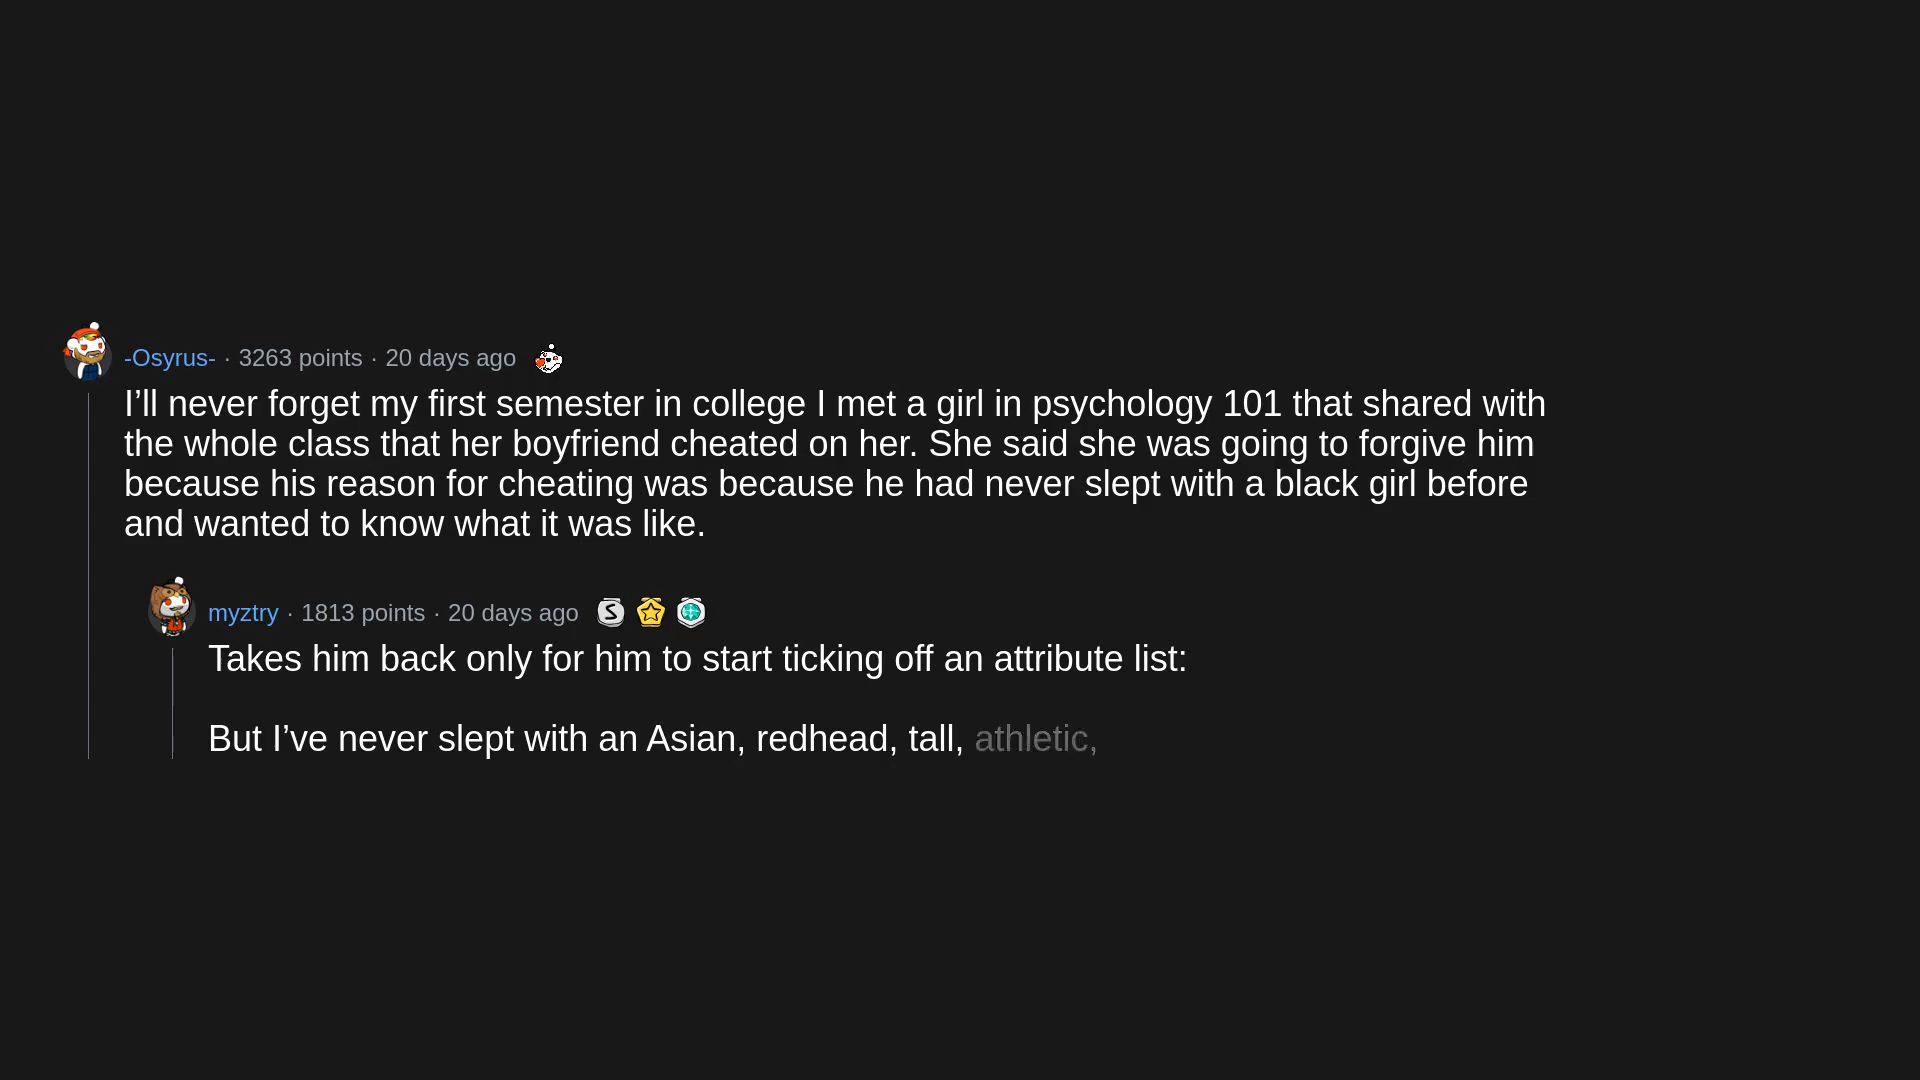 -Osyrus- · 3263 points · 20 days ago
I’ll never forget my first semester in college I met a girl in psychology 101 that shared with
the whole class that her boyfriend cheated on her. She said she was going to forgive him
because his reason for cheating was because he had never slept with a black girl before
and wanted to know what it was like.
myztry · 1813 points · 20 days ago
Takes him back only for him to start ticking off an attribute list:
But I’ve never slept with an Asian, redhead, tall, athletic,